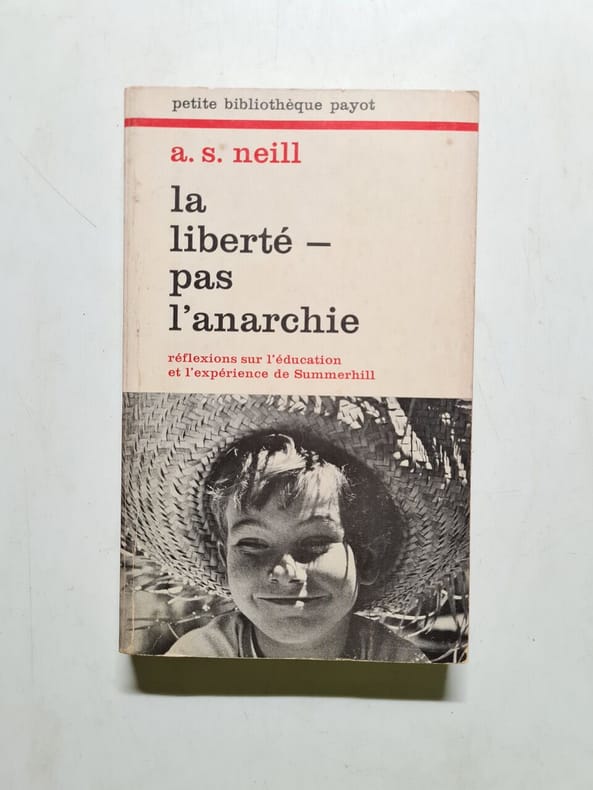 petite bibliothèque payot
a. s. neill
la
liberté –
pas
l'anarchie
réflexions sur l'éducation
et l'expérience de Summerhill